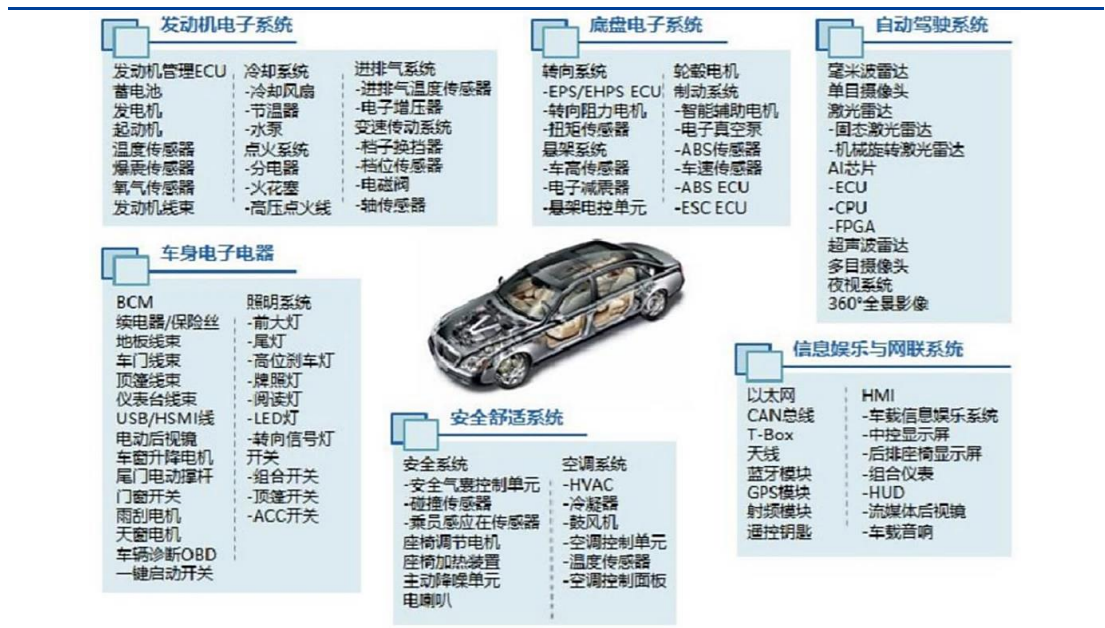 发动机电子系统
发动机管理ECU
蓄电池
发电机
起动机
温度传感器
爆震传感器
氧气传感器
发动机线束
冷却系统
-冷却风扇
-节温器
-水泵
点火系统
-分电器
-火花塞
-高压点火线
进排气系统
-进排气温度传感器
-电子增压器
变速传动系统
-档子换挡器
-档位传感器
-电磁阀
-轴传感器
底盘电子系统
转向系统
-EPS/EHPS ECU
-转向阻力电机
-扭矩传感器
悬架系统
-车高传感器
-电子减震器
-悬架电控单元
轮毂电机
制动系统
-智能辅助电机
-电子真空泵
-ABS传感器
-车速传感器
-ABS ECU
-ESC ECU
自动驾驶系统
毫米波雷达
单目摄像头
激光雷达
-固态激光雷达
-机械旋转激光雷达
AI芯片
-ECU
-CPU
-FPGA
超声波雷达
多目摄像头
夜视系统
360°全景影像
车身电子电器
BCM
续电器/保险丝
地板线束
车门线束
顶篷线束
仪表台线束
USB/HSMI线
电动后视镜
车窗升降电机
尾门电动撑杆
门窗开关
雨刮电机
天窗电机
车辆诊断OBD
一键启动开关
照明系统
-前大灯
-尾灯
-高位刹车灯
-牌照灯
-阅读灯
-LED灯
-转向信号灯
开关
-组合开关
-顶篷开关
-ACC开关
安全舒适系统
安全系统
-安全气囊控制单元
-碰撞传感器
-乘员感应在传感器
座椅调节电机
座椅加热装置
主动降噪单元
电喇叭
空调系统
-HVAC
-冷凝器
-鼓风机
-空调控制单元
-温度传感器
-空调控制面板
信息娱乐与网联系统
以太网
CAN总线
T-Box
天线
蓝牙模块
GPS模块
射频模块
遥控钥匙
HMI
-车载信息娱乐系统
-中控显示屏
-后排座椅显示屏
-组合仪表
-HUD
-流媒体后视镜
-车载音响